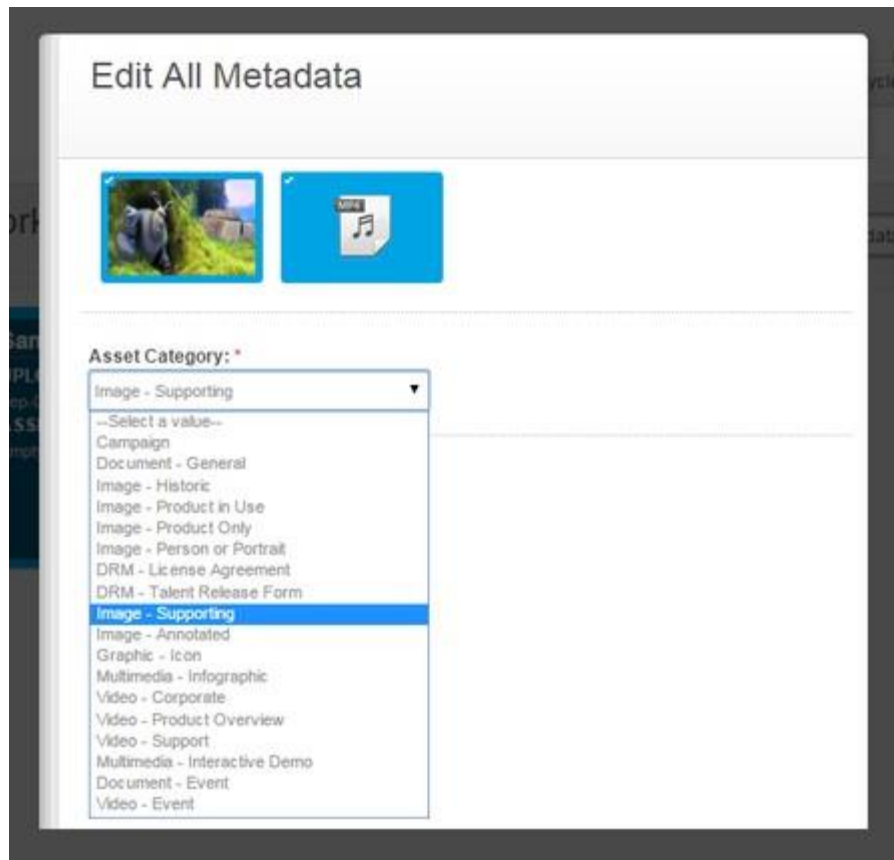 Edit All Metadata
MP4
Asset Category: *
Image - Supporting
--Select a value--
Campaign
Document - General
Image - Historic
Image - Product in Use
Image - Product Only
Image - Person or Portrait
DRM - License Agreement
DRM - Talent Release Form
Image - Supporting
Image - Annotated
Graphic - Icon
Multimedia - Infographic
Video - Corporate
Video - Product Overview
Video - Support
Multimedia - Interactive Demo
Document - Event
Video - Event